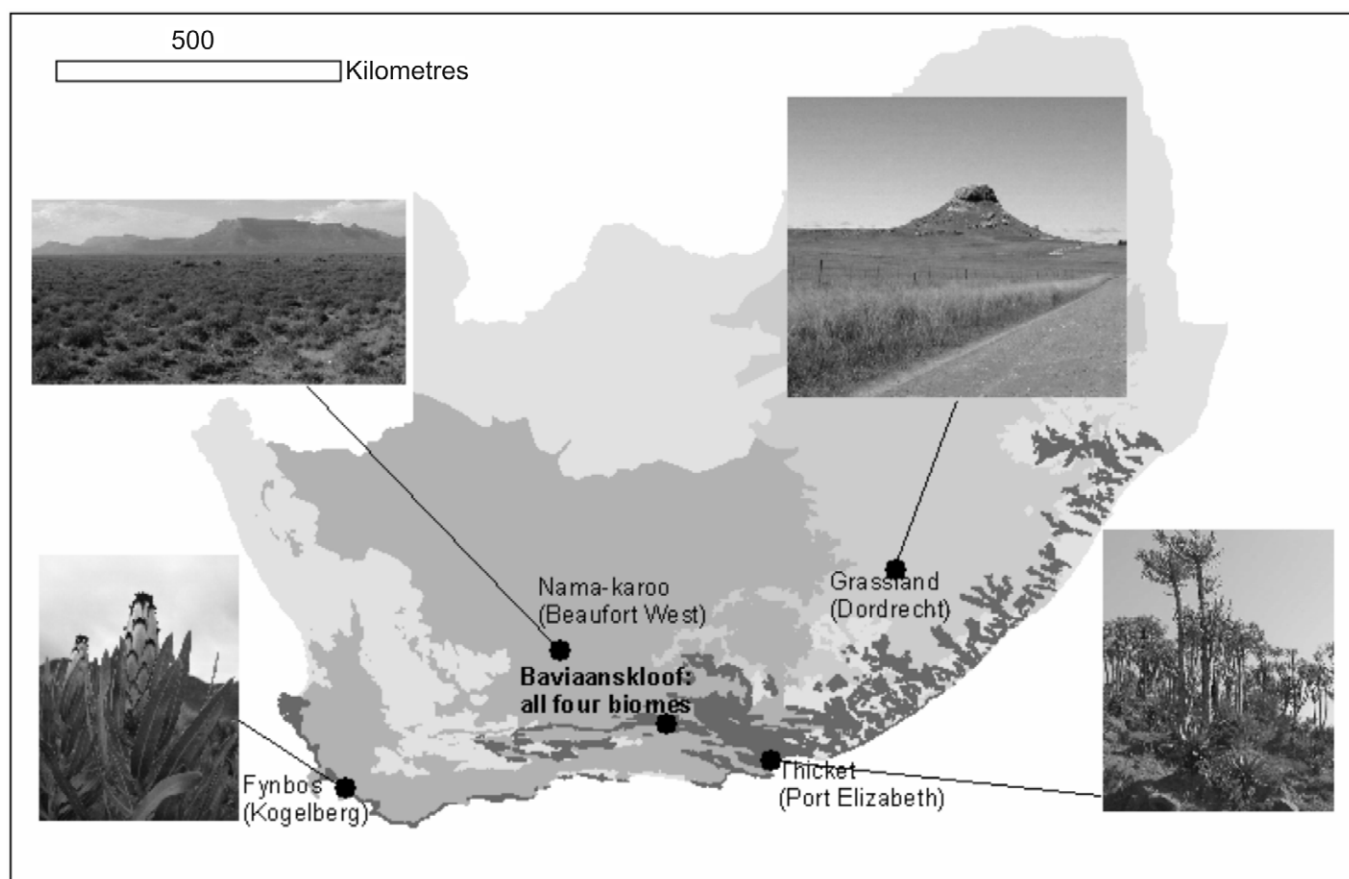 500
Kilometres
Nama-karoo
(Beaufort West)
Grassland
(Dordrecht)
Baviaanskloof:
all four biomes
Fynbos
(Kogelberg)
Thicket
(Port Elizabeth)